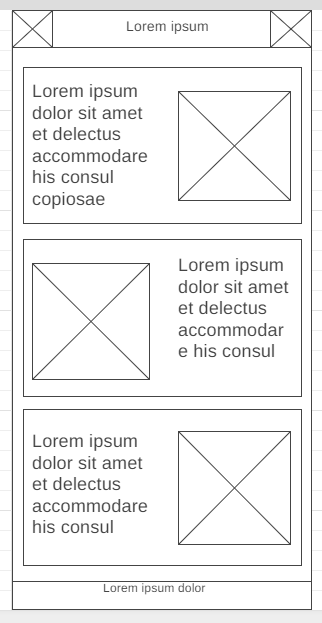 Lorem ipsum
Lorem ipsum
dolor sit amet
et delectus
accommodare
his consul
copiosae
Lorem ipsum
dolor sit amet
et delectus
accommodar
e his consul
Lorem ipsum
dolor sit amet
et delectus
accommodare
his consul
Lorem ipsum dolor